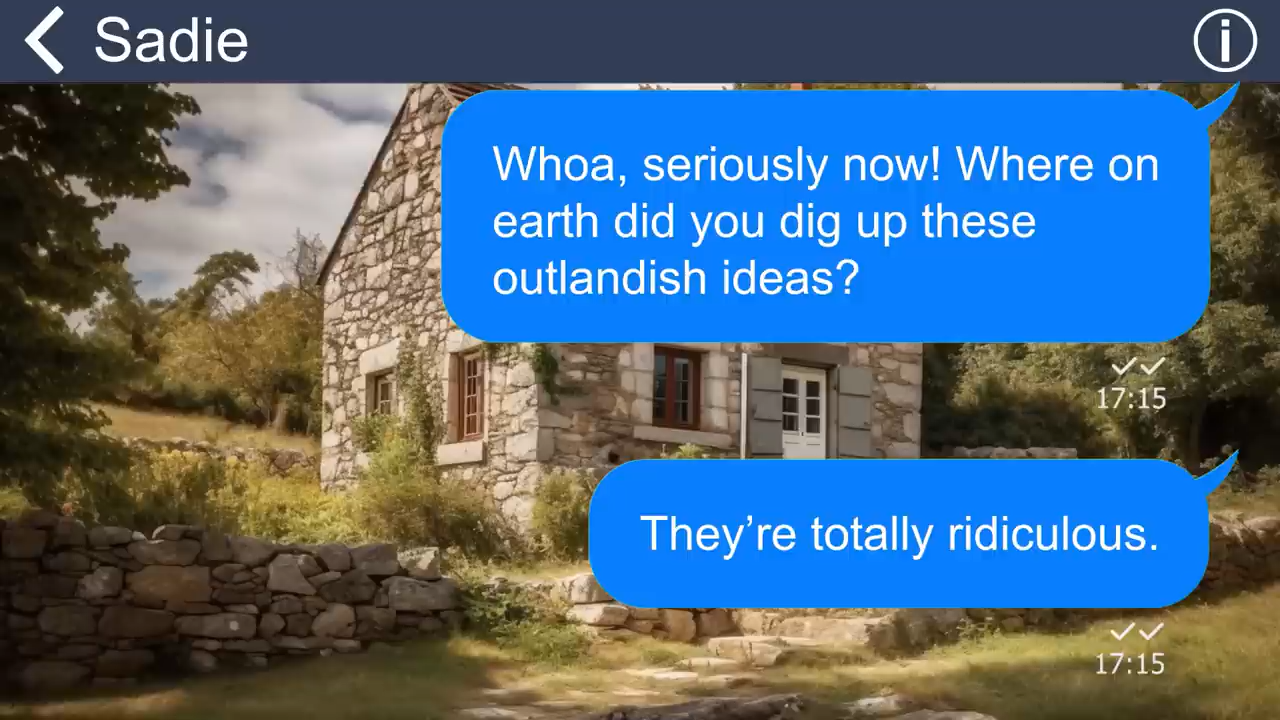 Sadie
Whoa, seriously now! Where on
earth did you dig up these
outlandish ideas?
17:15
They’re totally ridiculous.
17:15